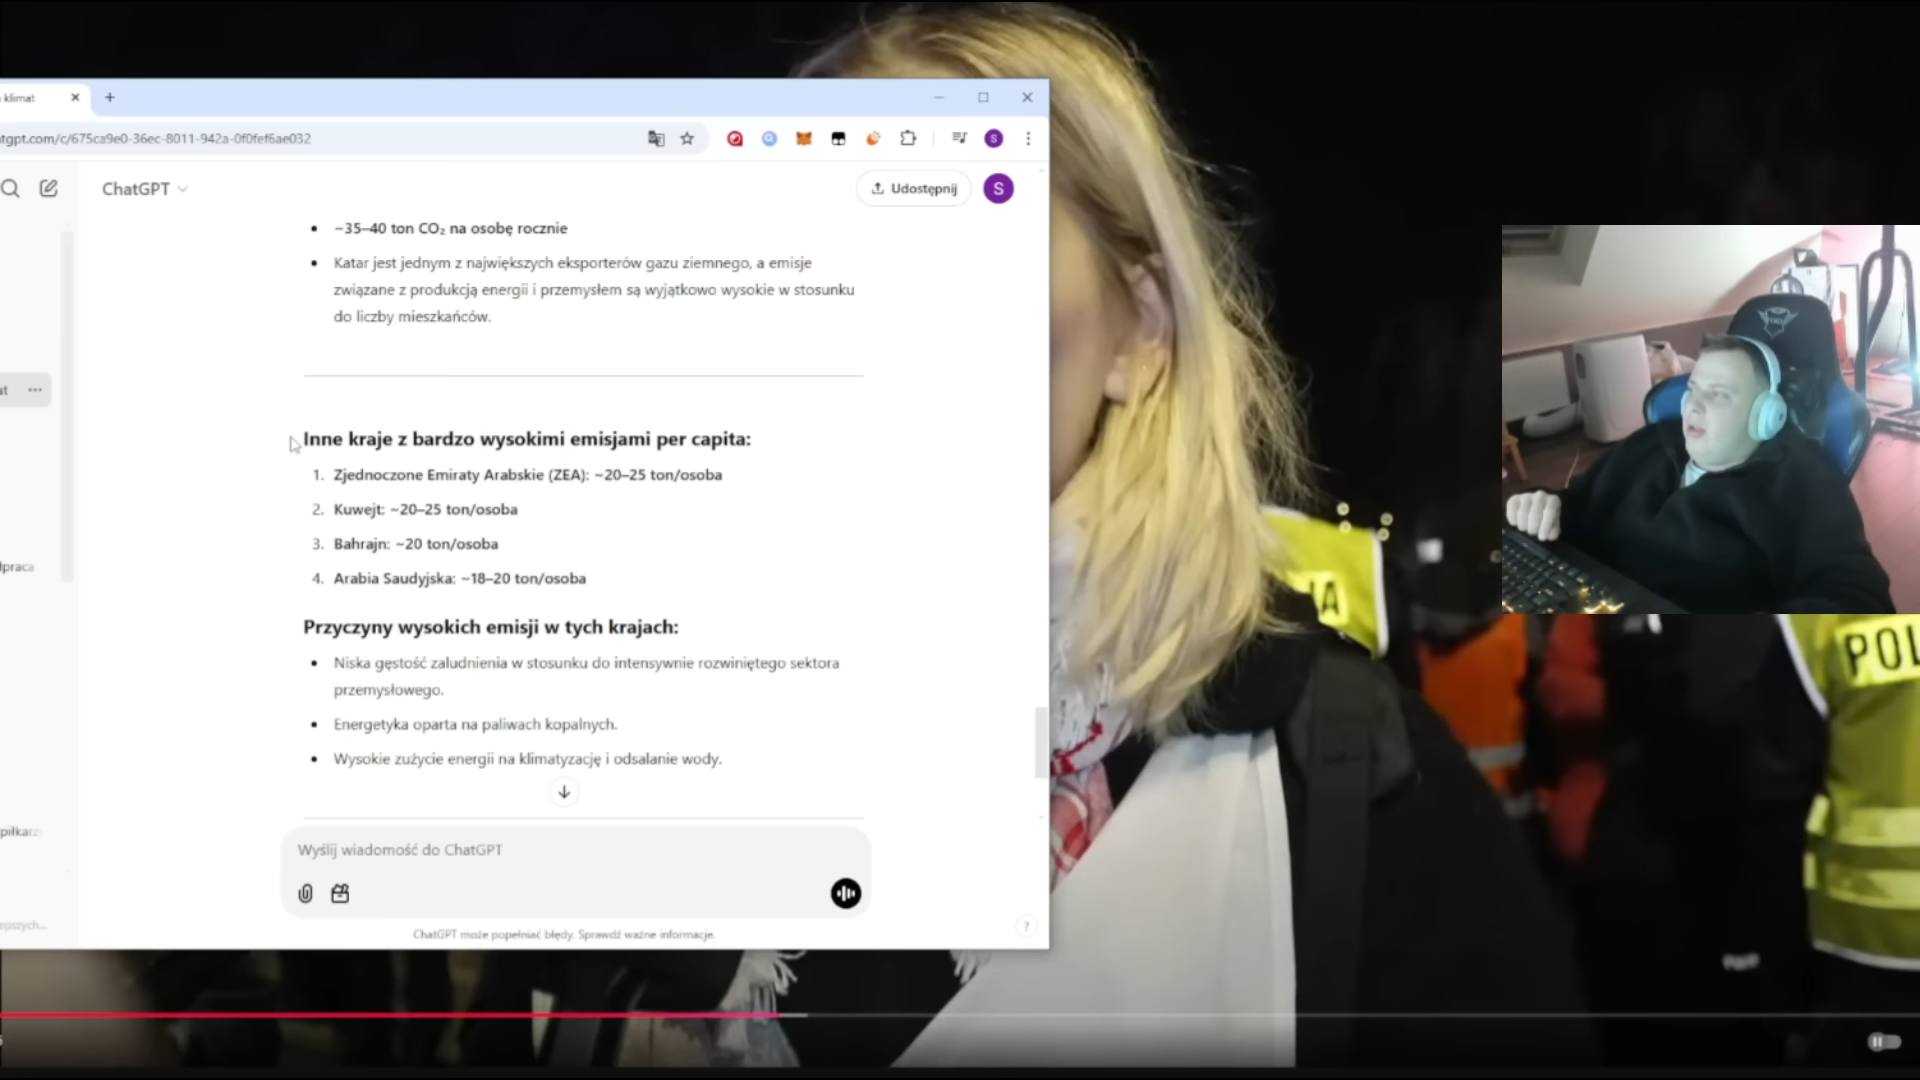 klimat
tgpt.com/c/675ca9e0-36ec-8011-942a-0f0fef6ae032
S
ChatGPT
Udostępnij
S
~35–40 ton CO₂ na osobę rocznie
Katar jest jednym z największych eksporterów gazu ziemnego, a emisje
związane z produkcją energii i przemysłem są wyjątkowo wysokie w stosunku
do liczby mieszkańców.
at
Inne kraje z bardzo wysokimi emisjami per capita:
1. Zjednoczone Emiraty Arabskie (ZEA): ~20–25 ton/osoba
2. Kuwejt: ~20–25 ton/osoba
3. Bahrajn: ~20 ton/osoba
4. Arabia Saudyjska: ~18–20 ton/osoba
łpraca
Przyczyny wysokich emisji w tych krajach:
Niska gęstość zaludnienia w stosunku do intensywnie rozwiniętego sektora
przemysłowego.
Energetyka oparta na paliwach kopalnych.
Wysokie zużycie energii na klimatyzację i odsalanie wody.
piłkarz
Wyślij wiadomość do ChatGPT
epszych...
ChatGPT może popełniać błędy. Sprawdź ważne informacje.
?
JA
POL